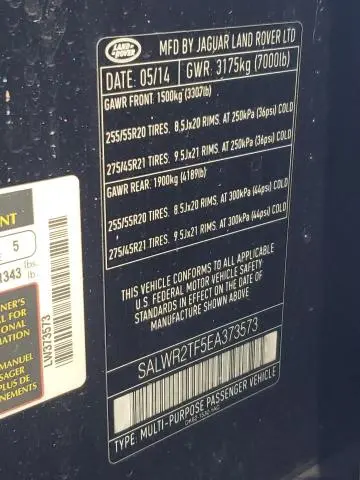 LAND ROVER
MFD BY JAGUAR LAND ROVER LTD
DATE: 05/14 GWR: 3175kg (7000lb)
GAWR FRONT: 1500kg (3307lb)
255/55R20 TIRES. 8.5Jx20 RIMS. AT 250kPa (36psi) COLD
275/45R21 TIRES. 9.5Jx21 RIMS. AT 250kPa (36psi) COLD
GAWR REAR: 1900kg (4189lb)
255/55R20 TIRES. 8.5Jx20 RIMS. AT 300kPa (44psi) COLD
275/45R21 TIRES. 9.5Jx21 RIMS. AT 300kPa (44psi) COLD
THIS VEHICLE CONFORMS TO ALL APPLICABLE
U.S. FEDERAL MOTOR VEHICLE SAFETY
STANDARDS IN EFFECT ON THE DATE OF
MANUFACTURE SHOWN ABOVE.
SALWR2TF5EA373573
TYPE: MULTI-PURPOSE PASSENGER VEHICLE
5
1343 lbs.
lb.
LW373573
MANUEL
PLUS DE